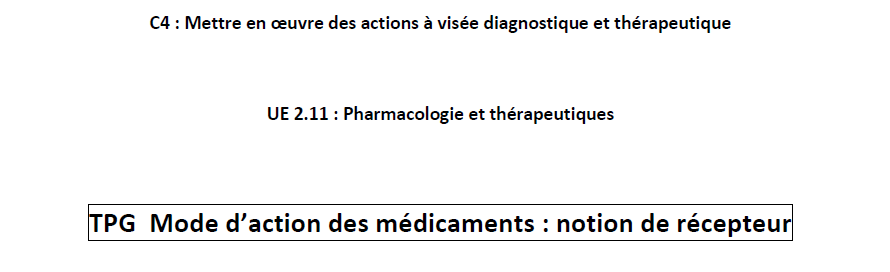 C4 : Mettre en œuvre des actions à visée diagnostique et thérapeutique
UE 2.11 : Pharmacologie et thérapeutiques
TPG  Mode d’action des médicaments : notion de récepteur